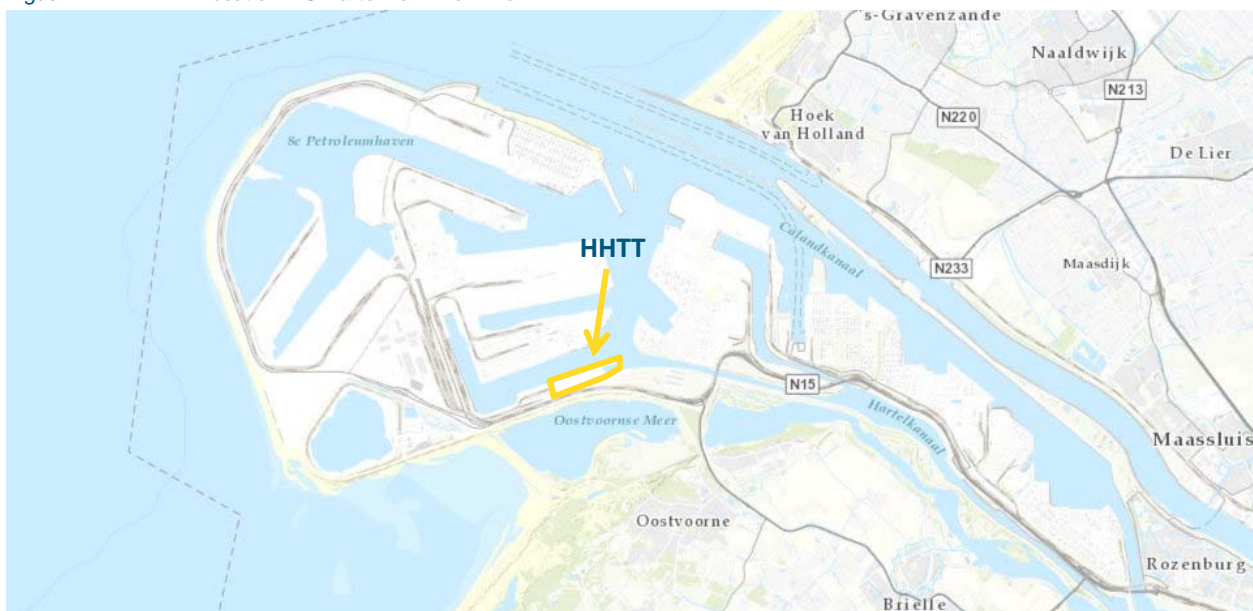 's-Gravenzande
Naaldwijk
N213
N220
Hoek
van Holland
De Lier
8e Petroleumhaven
Calandkanaal
HHTT
N233
Maasdijk
N15
Hartelkanaal
Oostvoornse Meer
Maassluis
Oostvoorne
Rozenburg
Brielle